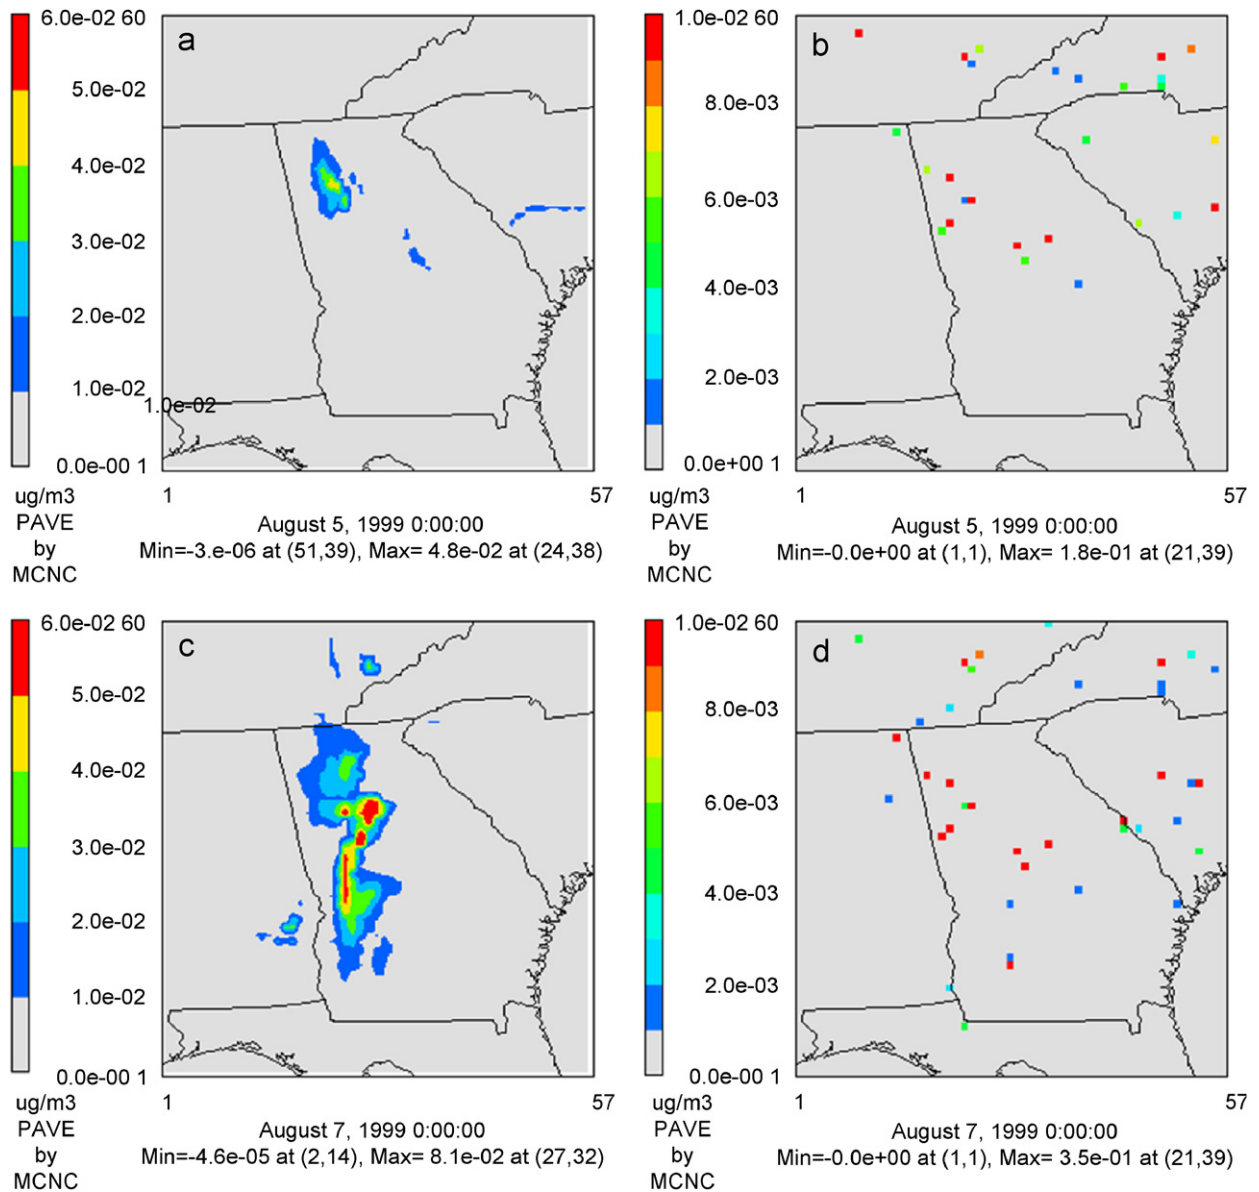 6.0e-02 60
5.0e-02
4.0e-02
3.0e-02
2.0e-02
1.0e-02
1.0e-02
0.0e-00 1
a
1
57
ug/m3
PAVE
by
MCNC
August 5, 1999 0:00:00
Min=-3.e-06 at (51,39), Max= 4.8e-02 at (24,38)
1.0e-02 60
8.0e-03
6.0e-03
4.0e-03
2.0e-03
0.0e+00 1
b
1
57
ug/m3
PAVE
by
MCNC
August 5, 1999 0:00:00
Min=-0.0e+00 at (1,1), Max= 1.8e-01 at (21,39)
6.0e-02 60
5.0e-02
4.0e-02
3.0e-02
2.0e-02
1.0e-02
0.0e-00 1
c
1
57
ug/m3
PAVE
by
MCNC
August 7, 1999 0:00:00
Min=-4.6e-05 at (2,14), Max= 8.1e-02 at (27,32)
1.0e-02 60
8.0e-03
6.0e-03
4.0e-03
2.0e-03
0.0e-00 1
d
1
57
ug/m3
PAVE
by
MCNC
August 7, 1999 0:00:00
Min=-0.0e+00 at (1,1), Max= 3.5e-01 at (21,39)